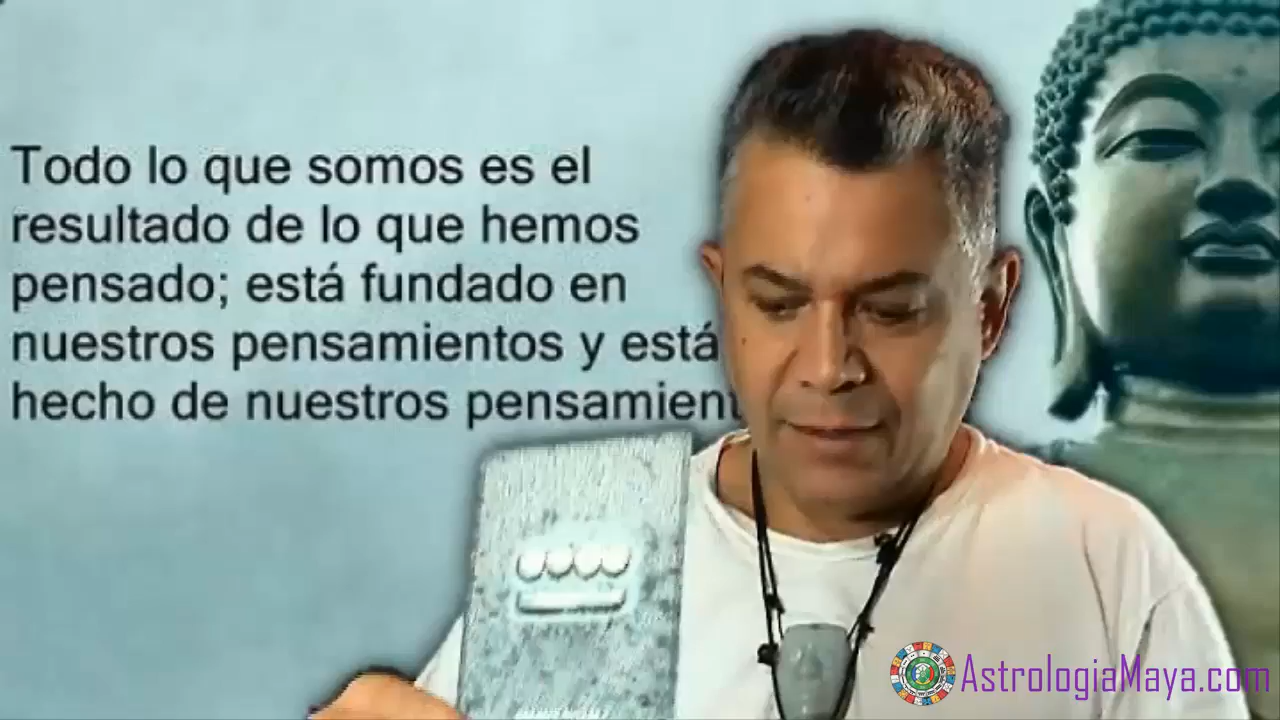 Todo lo que somos es el
resultado de lo que hemos
pensado; está fundado en
nuestros pensamientos y está
hecho de nuestros pensamient
AstrologiaMaya.com